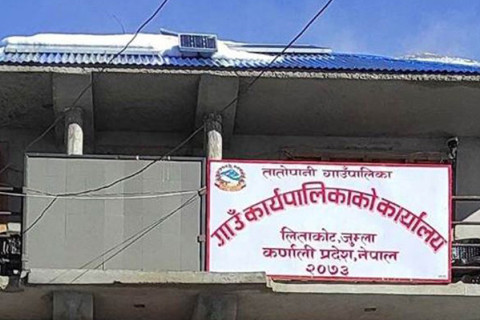 तातोपानी गाउँपालिका
गाउँ कार्यपालिकाको कार्यालय
लिताकोट, जुम्ला
कर्णाली प्रदेश, नेपाल
२०७३